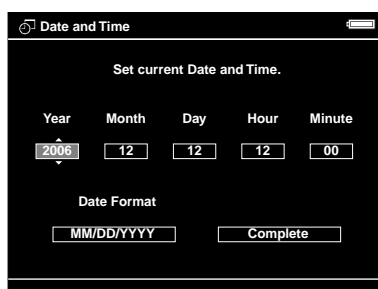 Date and Time
Set current Date and Time.
Year Month Day Hour Minute
2006 12 12 12 00
Date Format
MM/DD/YYYY Complete